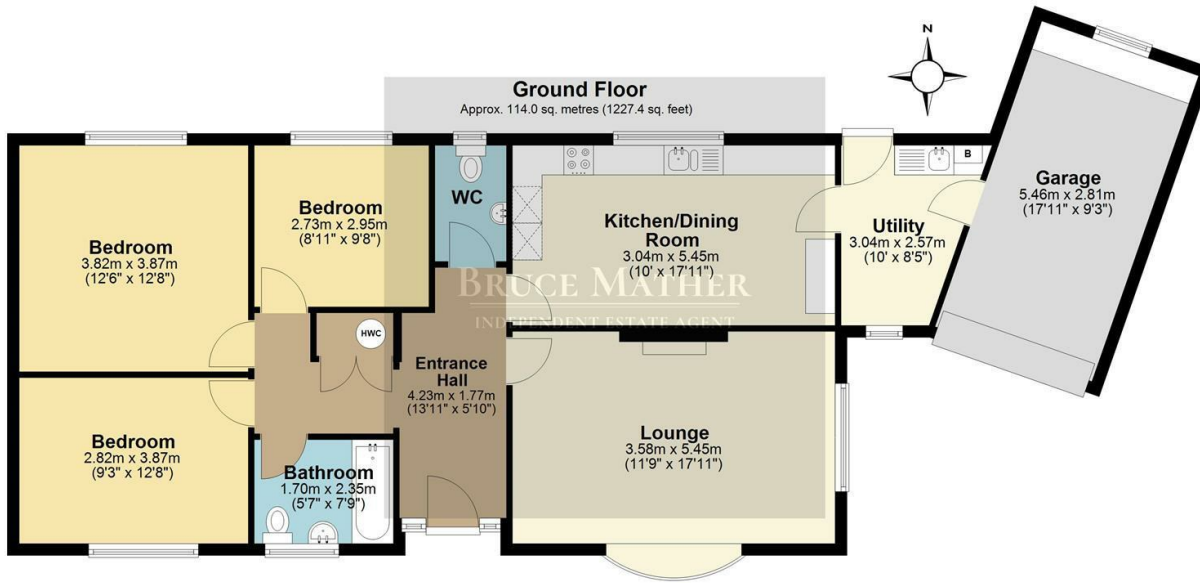 Ground Floor
Approx. 114.0 sq. metres (1227.4 sq. feet)
N
Bedroom
3.82m x 3.87m
(12'6" x 12'8")
Bedroom
2.73m x 2.95m
(8'11" x 9'8")
WC
Kitchen/Dining
Room
3.04m x 5.45m
(10' x 17'11")
B
Utility
3.04m x 2.57m
(10' x 8'5")
Garage
5.46m x 2.81m
(17'11" x 9'3")
BRUCE MATHER
INDEPENDENT ESTATE AGENT
HWC
Entrance
Hall
4.23m x 1.77m
(13'11" x 5'10")
Bedroom
2.82m x 3.87m
(9'3" x 12'8")
Bathroom
1.70m x 2.35m
(5'7" x 7'9")
Lounge
3.58m x 5.45m
(11'9" x 17'11")